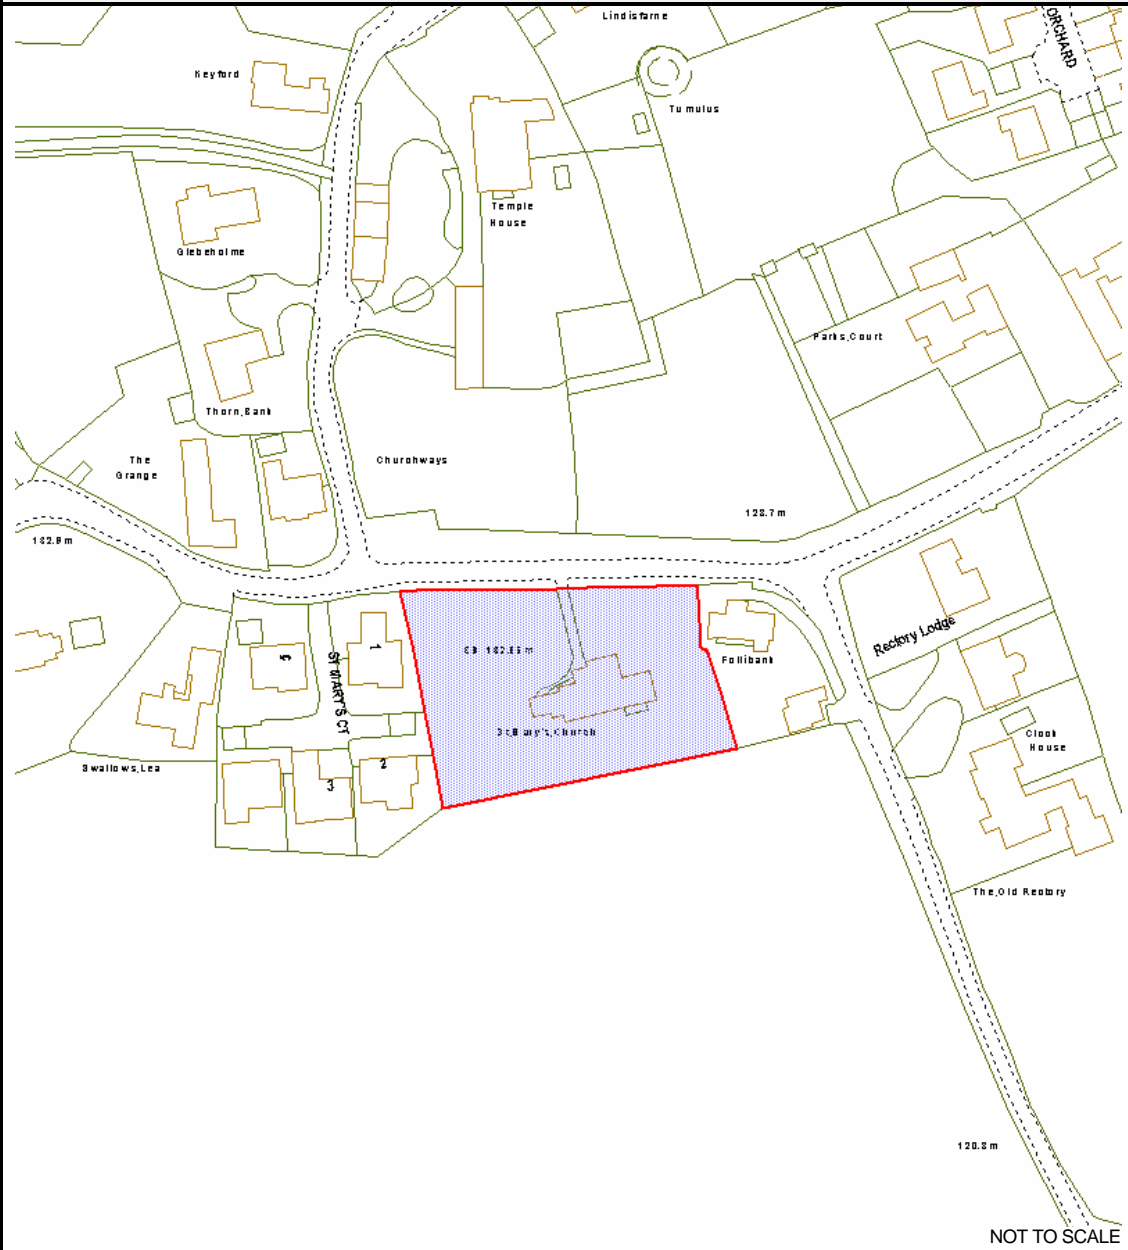 Lindisfarne
ORCHARD
Keyford
Tumulus
Temple
House
Glebeholme
Parks Court
Thorn Bank
The
Grange
Churchways
128.7m
182.8m
Rectory Lodge
1
5
ST MARY'S CT
Follibank
St Mary's Church
Clock
House
Swallows Lea
2
3
The Old Rectory
120.8m
NOT TO SCALE